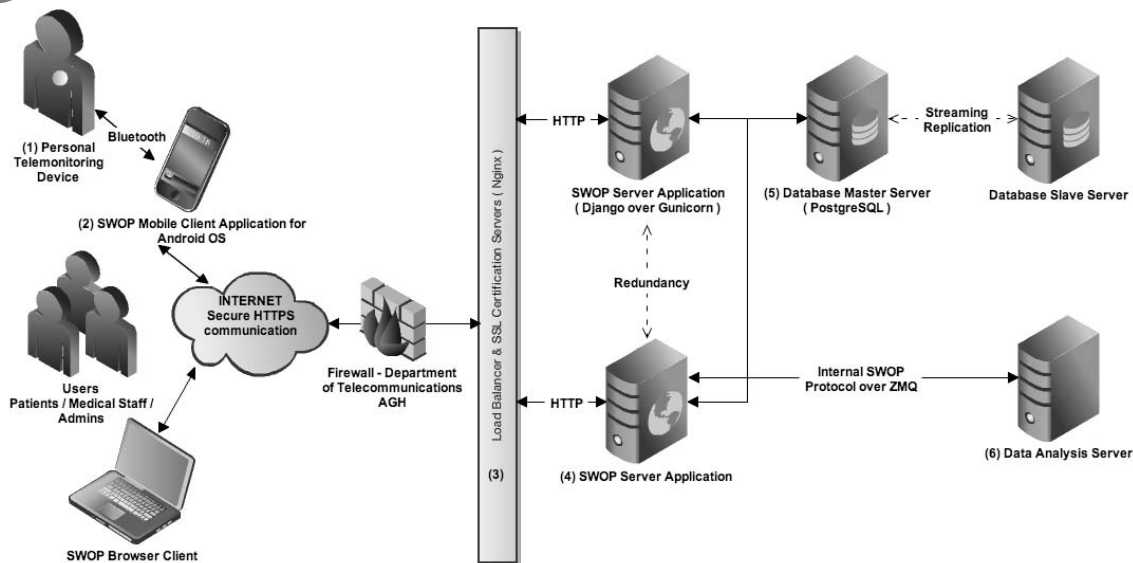 Bluetooth
(1) Personal
Telemonitoring
Device
(2) SWOP Mobile Client Application for
Android OS
INTERNET
Secure HTTPS
communication
Users
Patients / Medical Staff /
Admins
SWOP Browser Client
Firewall - Department
of Telecommunications
AGH
Load Balancer & SSL Certification Servers ( Nginx )
(3)
HTTP
SWOP Server Application
( Django over Gunicorn )
(5) Database Master Server
( PostgreSQL )
Streaming
Replication
Database Slave Server
Redundancy
HTTP
(4) SWOP Server Application
Internal SWOP
Protocol over ZMQ
(6) Data Analysis Server